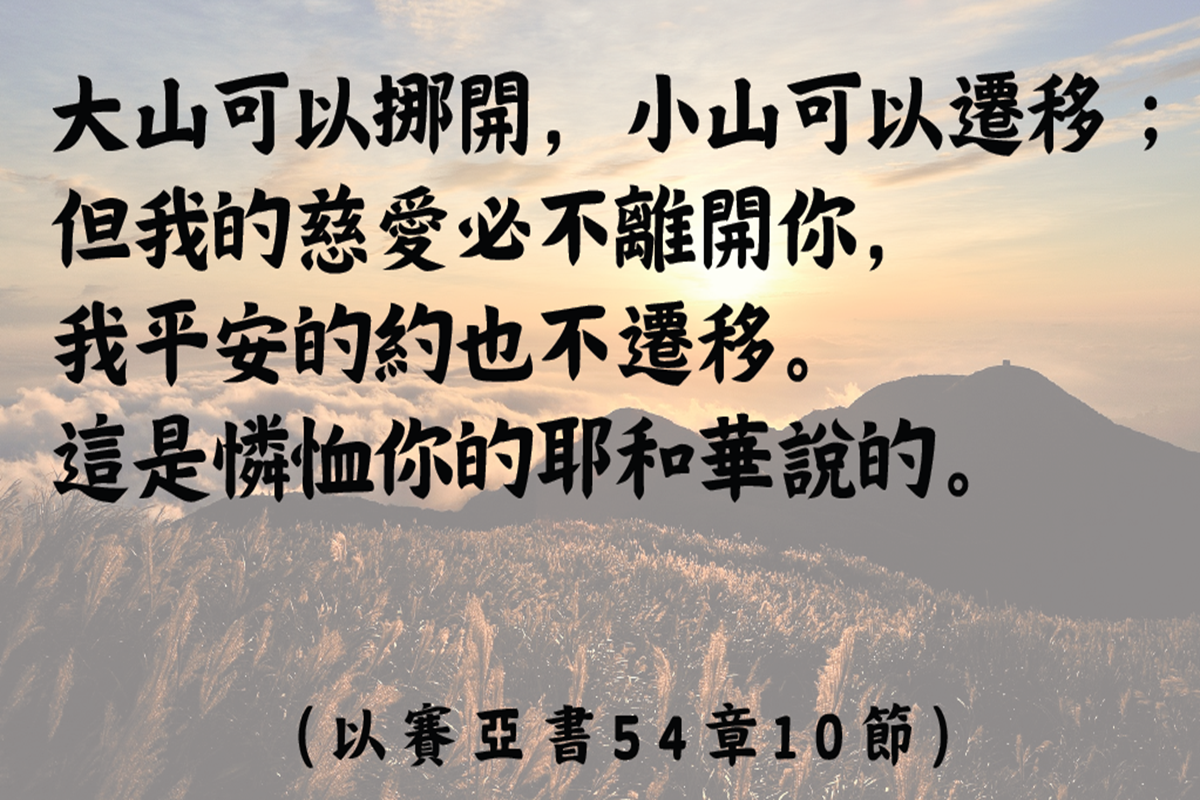 大山可以挪開，小山可以遷移；
但我的慈愛必不離開你，
我平安的約也不遷移。
這是憐恤你的耶和華說的。
（以賽亞書54章10節）